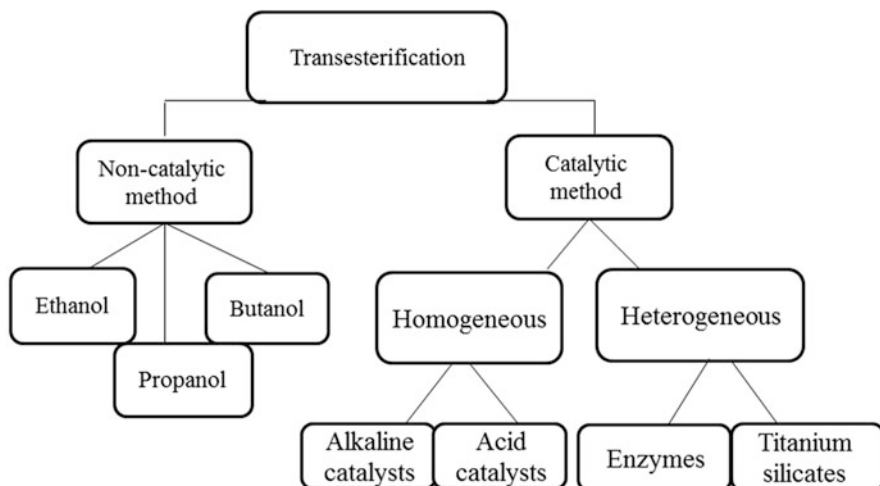 Transesterification
Non-catalytic
method
Catalytic
method
Ethanol
Butanol
Propanol
Homogeneous
Heterogeneous
Alkaline
catalysts
Acid
catalysts
Enzymes
Titanium
silicates